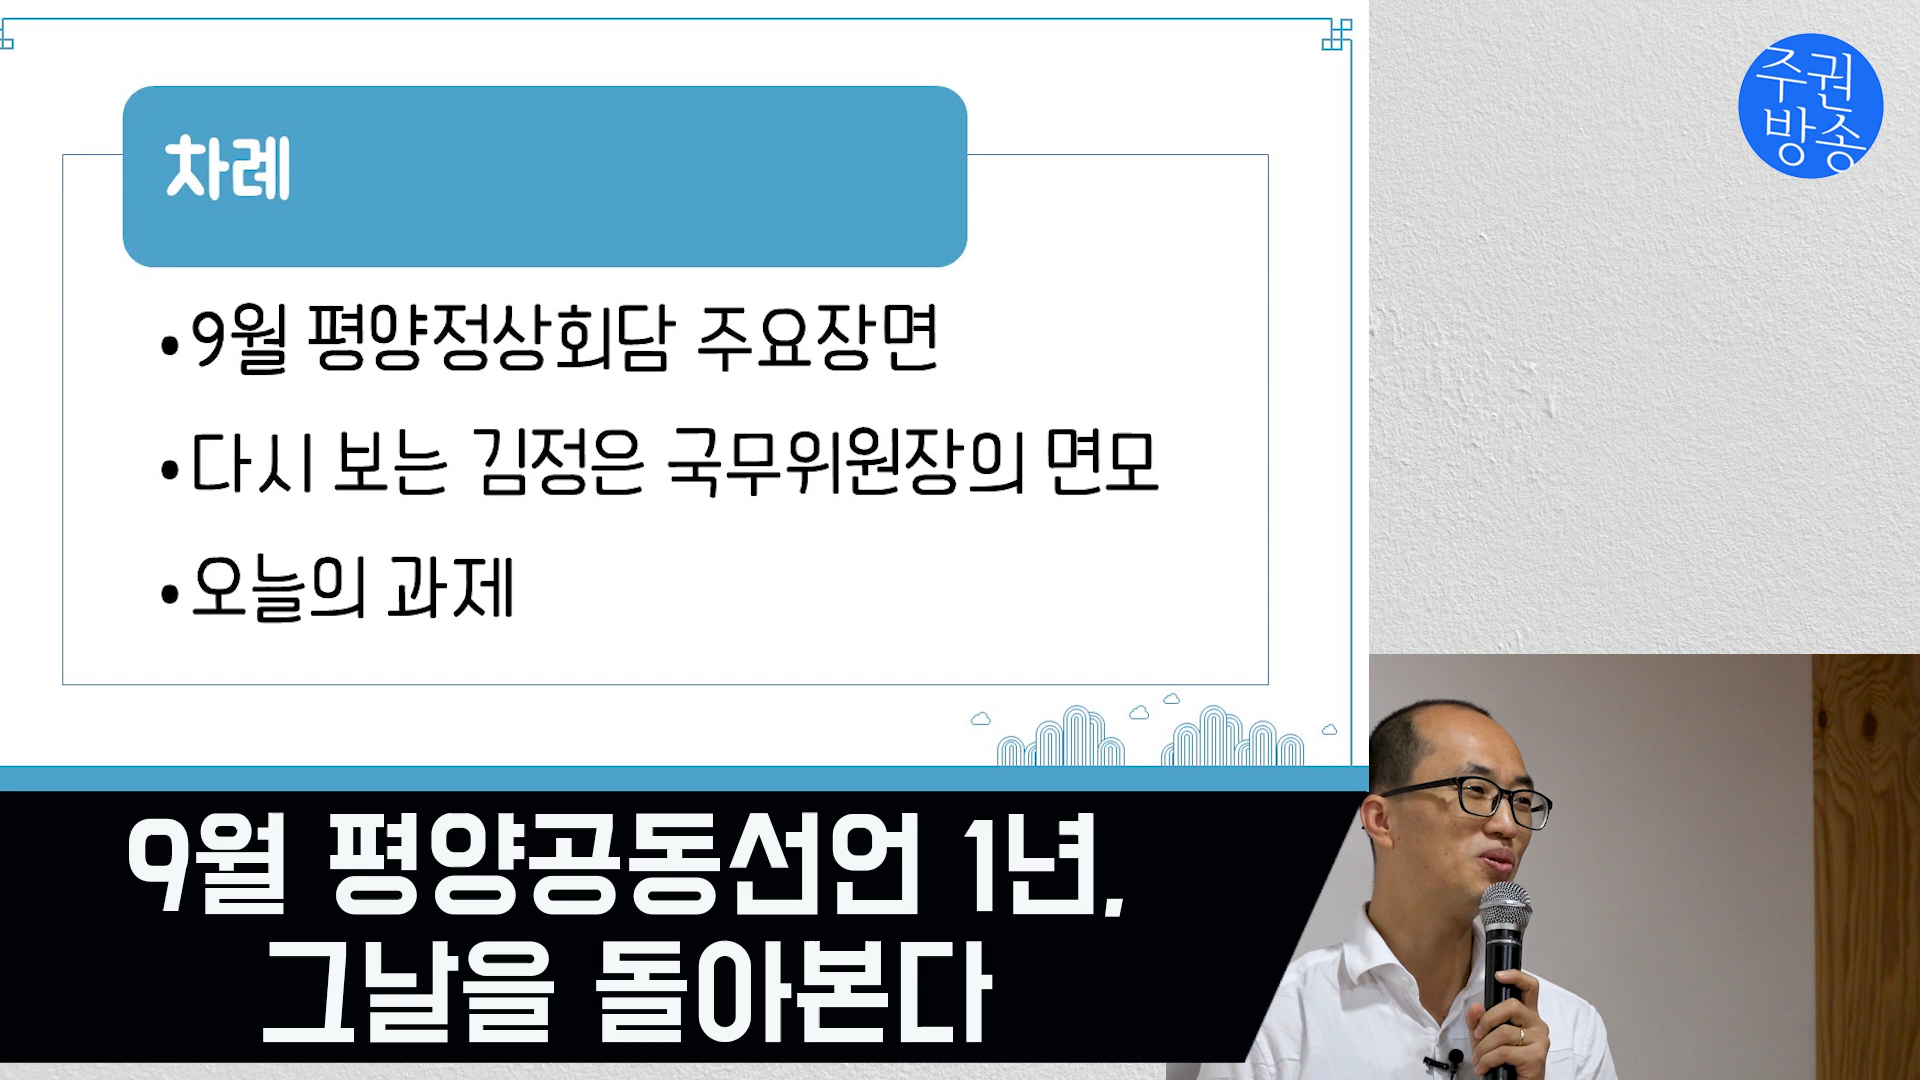 차례
•9월 평양정상회담 주요장면
•다시 보는 김정은 국무위원장의 면모
•오늘의 과제
주권
방송
9월 평양공동선언 1년,
그날을 돌아본다